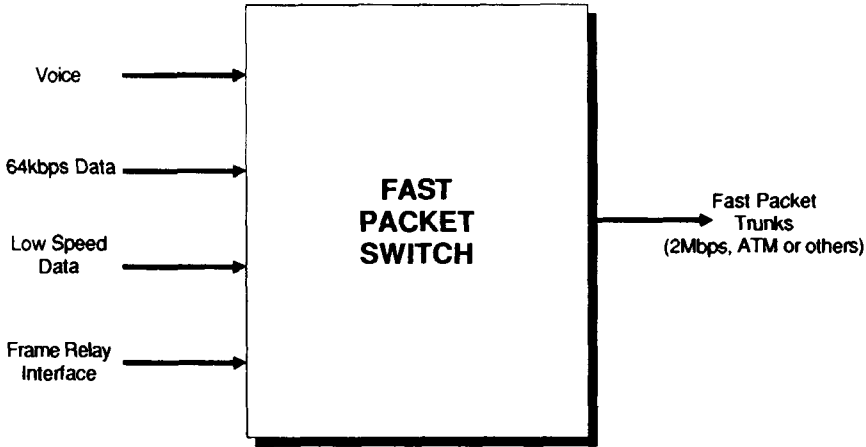 Voice
64kbps Data
Low Speed
Data
Frame Relay
Interface
FAST
PACKET
SWITCH
Fast Packet
Trunks
(2Mbps, ATM or others)